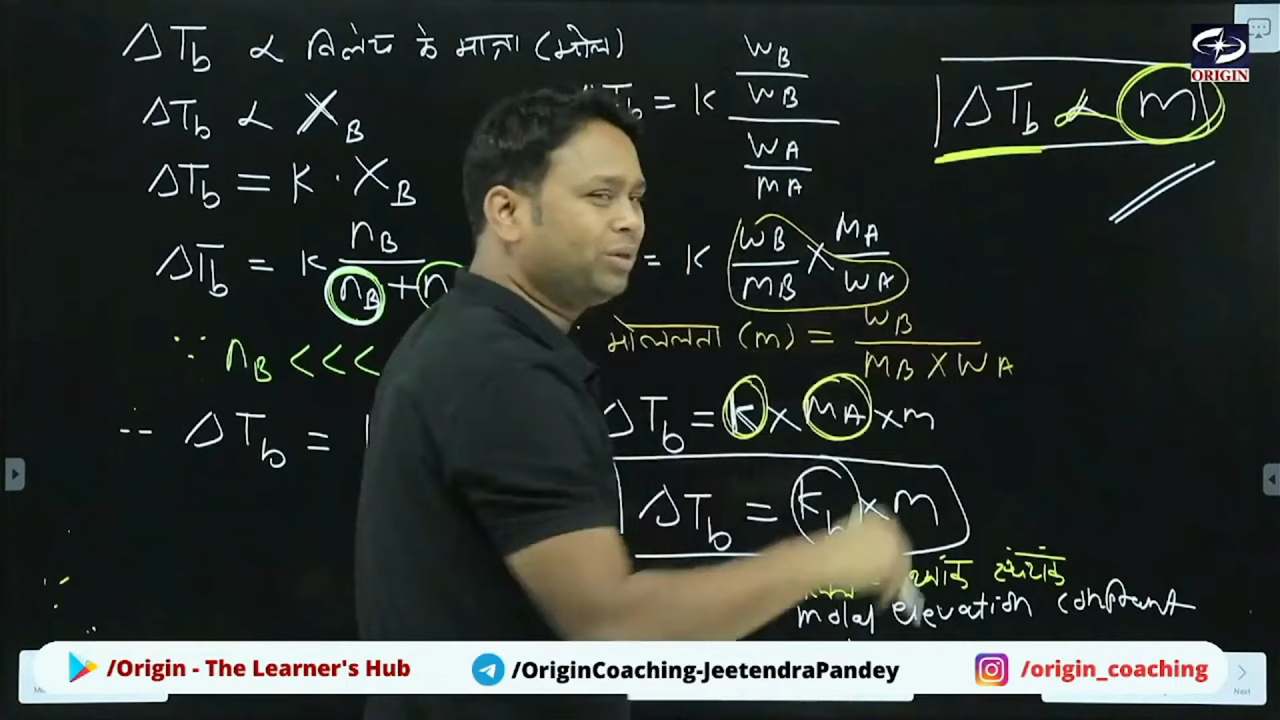 ΔTb ∝ विलेय के मात्रा (मोल)
ΔTb ∝ XB
ΔTb = K · XB
ΔTb = K nB / nB + n
∵ nB <<<
ΔTb =
Tb = K WB / WB / WA / MA
= K WB / MB × MA / WA
मोललता (m) = WB / MB × WA
ΔTb = K × MA × m
ΔTb = Kb × m
स्थिरांक
molal elevation constant
ΔTb ∝ m
ORIGIN
/Origin - The Learner's Hub
/OriginCoaching-JeetendraPandey
/origin_coaching
Next